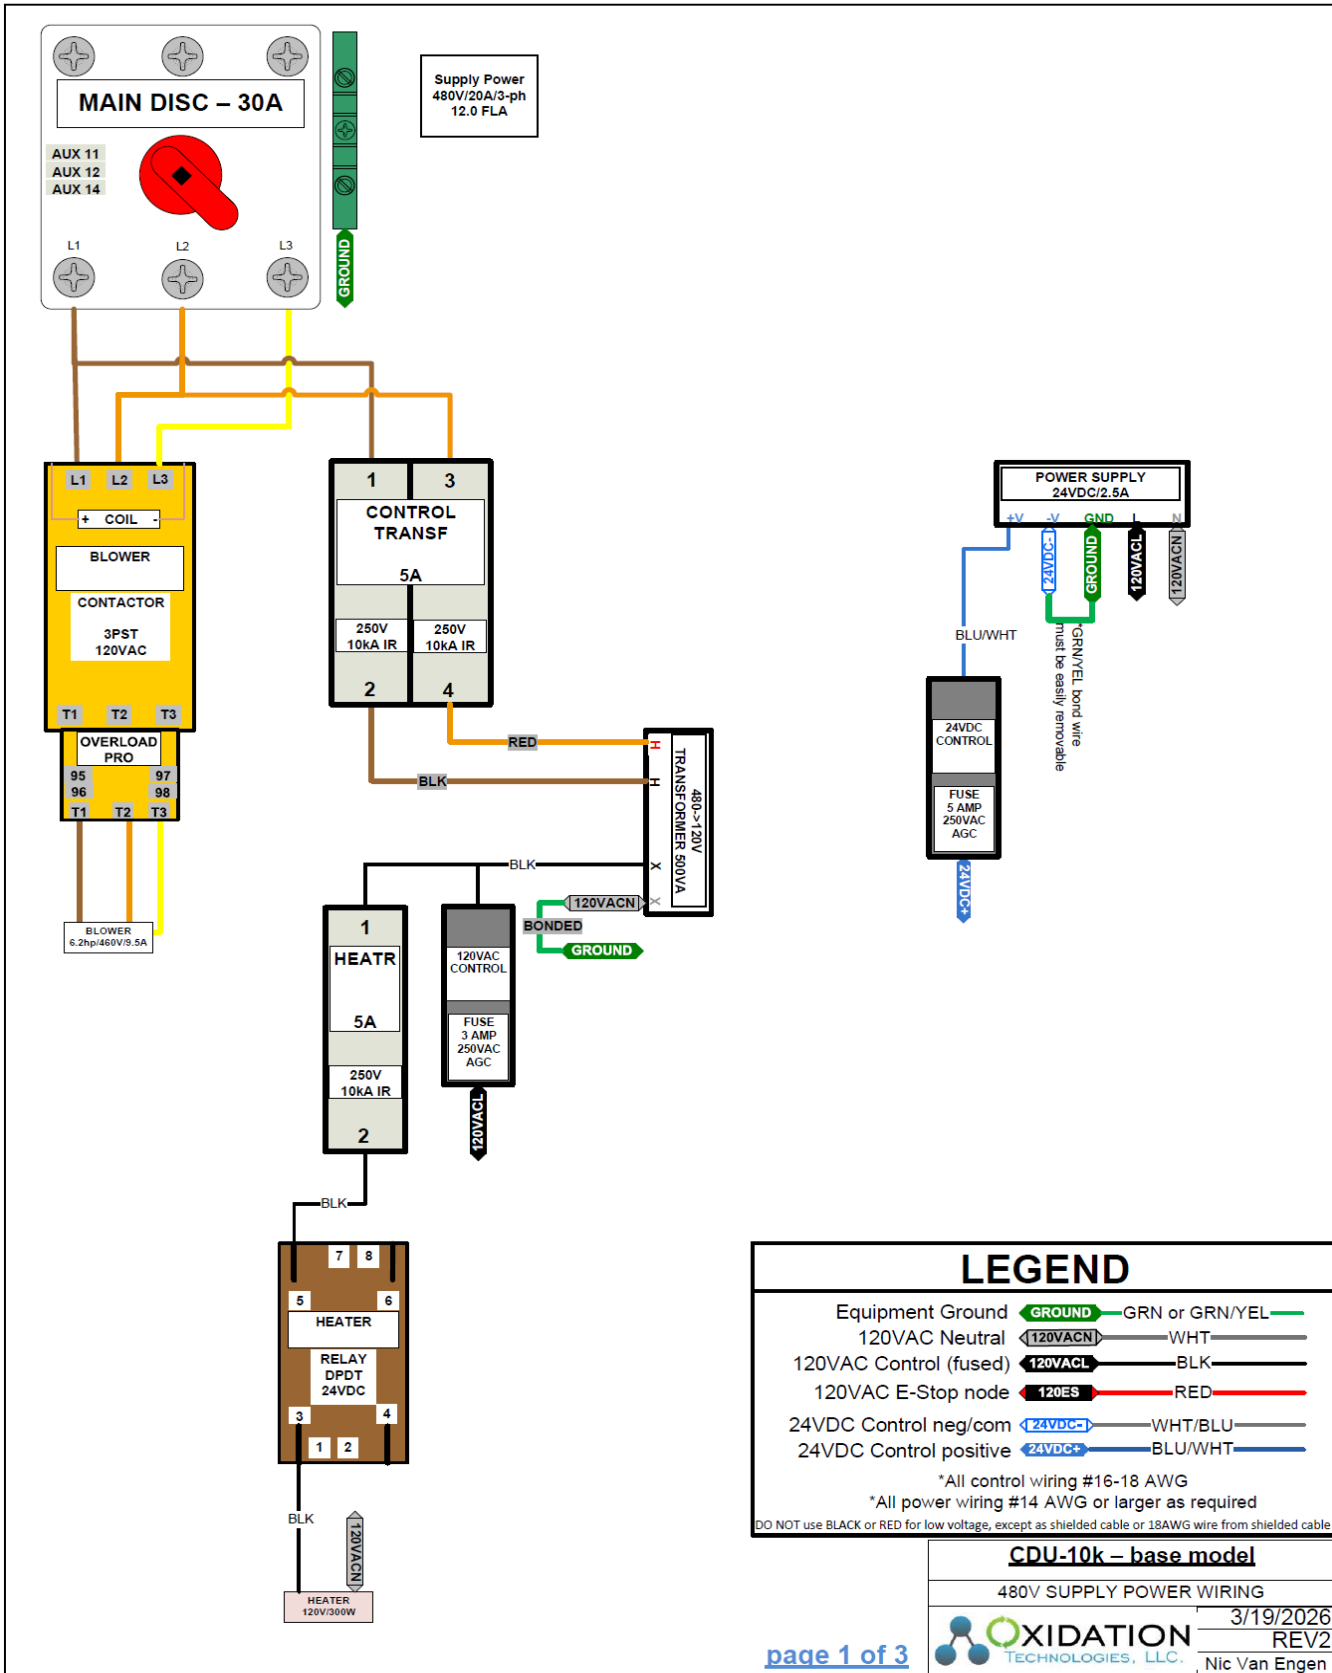 MAIN DISC – 30A
AUX 11
AUX 12
AUX 14
L1
L2
L3
GROUND
Supply Power
480V/20A/3-ph
12.0 FLA
L1
L2
L3
+ COIL -
BLOWER
CONTACTOR
3PST
120VAC
T1
T2
T3
OVERLOAD
PRO
95
97
96
98
T1
T2
T3
BLOWER
6.2hp/460V/9.5A
1
3
CONTROL
TRANSF
5A
250V
10kA IR
250V
10kA IR
2
4
RED
BLK
H
H
X
X
480->120V
TRANSFORMER 500VA
BLK
120VACN
BONDED
GROUND
1
HEATR
5A
250V
10kA IR
2
120VAC
CONTROL
FUSE
3 AMP
250VAC
AGC
120VACL
BLK
7
8
5
6
HEATER
RELAY
DPDT
24VDC
3
4
1
2
BLK
120VACN
HEATER
120V/300W
POWER SUPPLY
24VDC/2.5A
+V
-V
GND
L
N
24VDC-
GROUND
120VACL
120VACN
BLU/WHT
*GRN/YEL bond wire
must be easily removable
24VDC
CONTROL
FUSE
5 AMP
250VAC
AGC
24VDC+
LEGEND
Equipment Ground GROUND GRN or GRN/YEL
120VAC Neutral 120VACN WHT
120VAC Control (fused) 120VACL BLK
120VAC E-Stop node 120ES RED
24VDC Control neg/com 24VDC- WHT/BLU
24VDC Control positive 24VDC+ BLU/WHT
*All control wiring #16-18 AWG
*All power wiring #14 AWG or larger as required
DO NOT use BLACK or RED for low voltage, except as shielded cable or 18AWG wire from shielded cable
CDU-10k – base model
480V SUPPLY POWER WIRING
OXIDATION
TECHNOLOGIES, LLC.
3/19/2026
REV2
Nic Van Engen
page 1 of 3